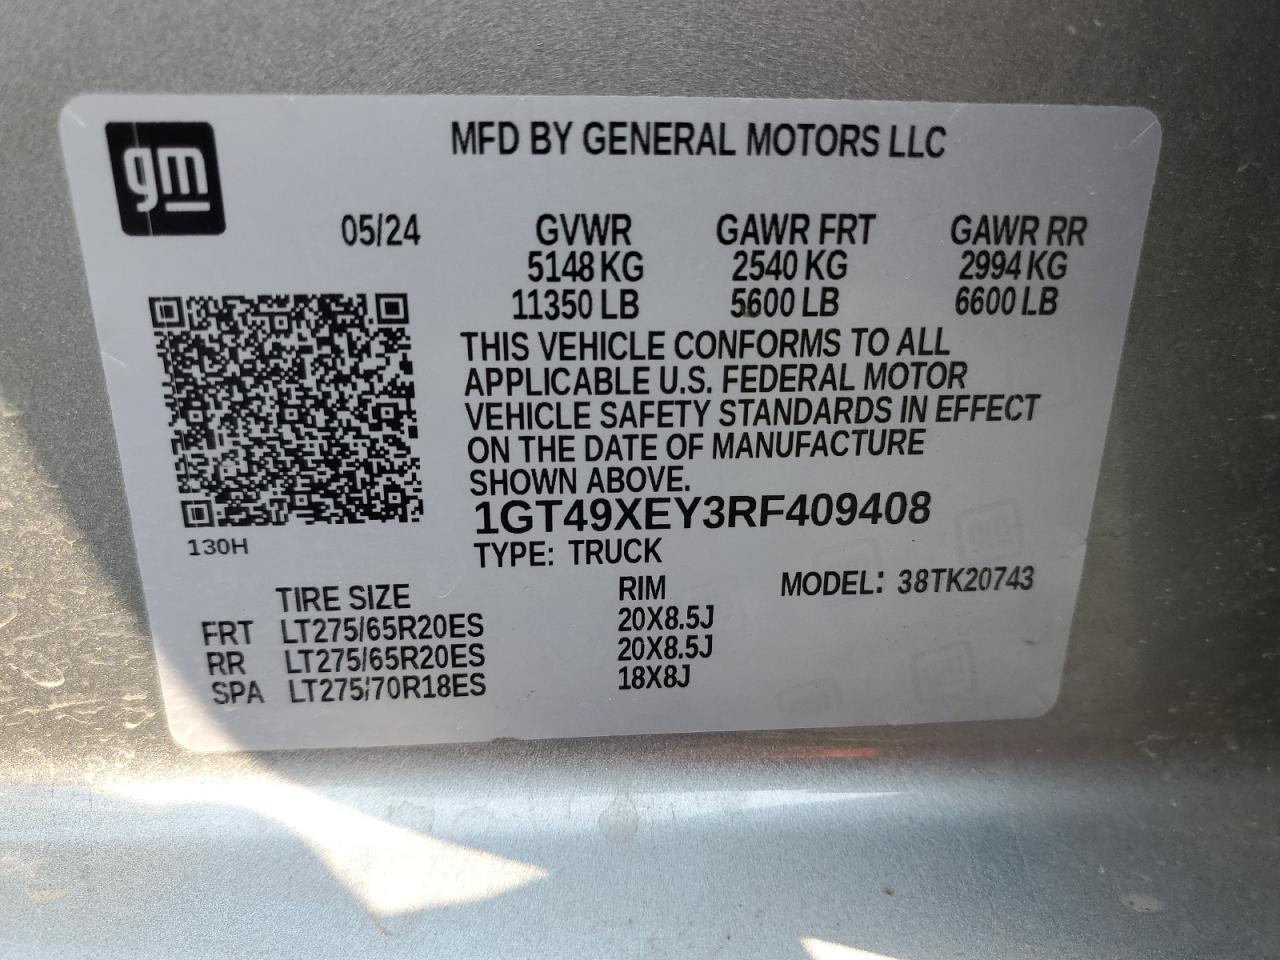 gm
MFD BY GENERAL MOTORS LLC
05/24 GVWR GAWR FRT GAWR RR
5148 KG 2540 KG 2994 KG
11350 LB 5600 LB 6600 LB
THIS VEHICLE CONFORMS TO ALL
APPLICABLE U.S. FEDERAL MOTOR
VEHICLE SAFETY STANDARDS IN EFFECT
ON THE DATE OF MANUFACTURE
SHOWN ABOVE.
1GT49XEY3RF409408
130H
TYPE: TRUCK
MODEL: 38TK20743
TIRE SIZE RIM
FRT LT275/65R20ES 20X8.5J
RR LT275/65R20ES 20X8.5J
SPA LT275/70R18ES 18X8J